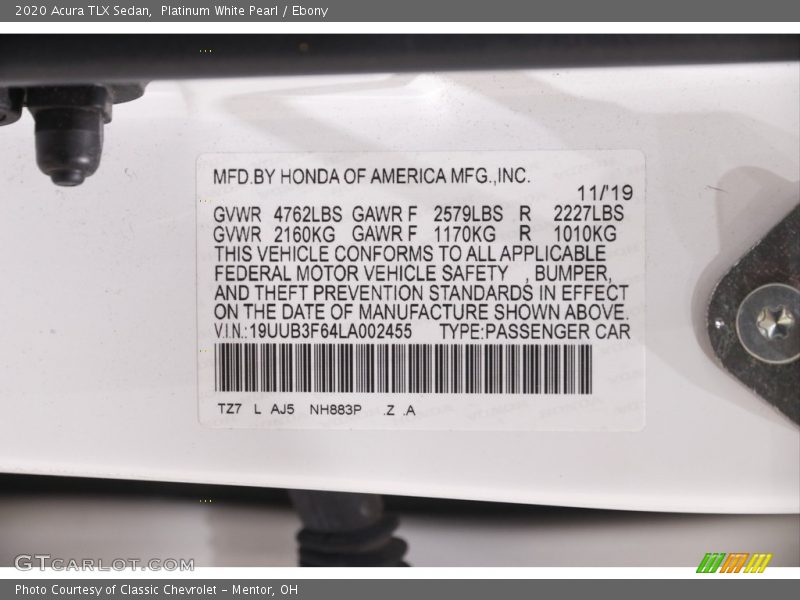 2020 Acura TLX Sedan,  Platinum White Pearl / Ebony
MFD.BY HONDA OF AMERICA MFG.,INC.
11/'19
GVWR 4762LBS GAWR F 2579LBS R 2227LBS
GVWR 2160KG GAWR F 1170KG R 1010KG
THIS VEHICLE CONFORMS TO ALL APPLICABLE
FEDERAL MOTOR VEHICLE SAFETY , BUMPER,
AND THEFT PREVENTION STANDARDS IN EFFECT
ON THE DATE OF MANUFACTURE SHOWN ABOVE.
V.I.N.:19UUB3F64LA002455 TYPE:PASSENGER CAR
TZ7 L AJ5 NH883P .Z .A
GTCARLOT.COM
Photo Courtesy of Classic Chevrolet - Mentor, OH